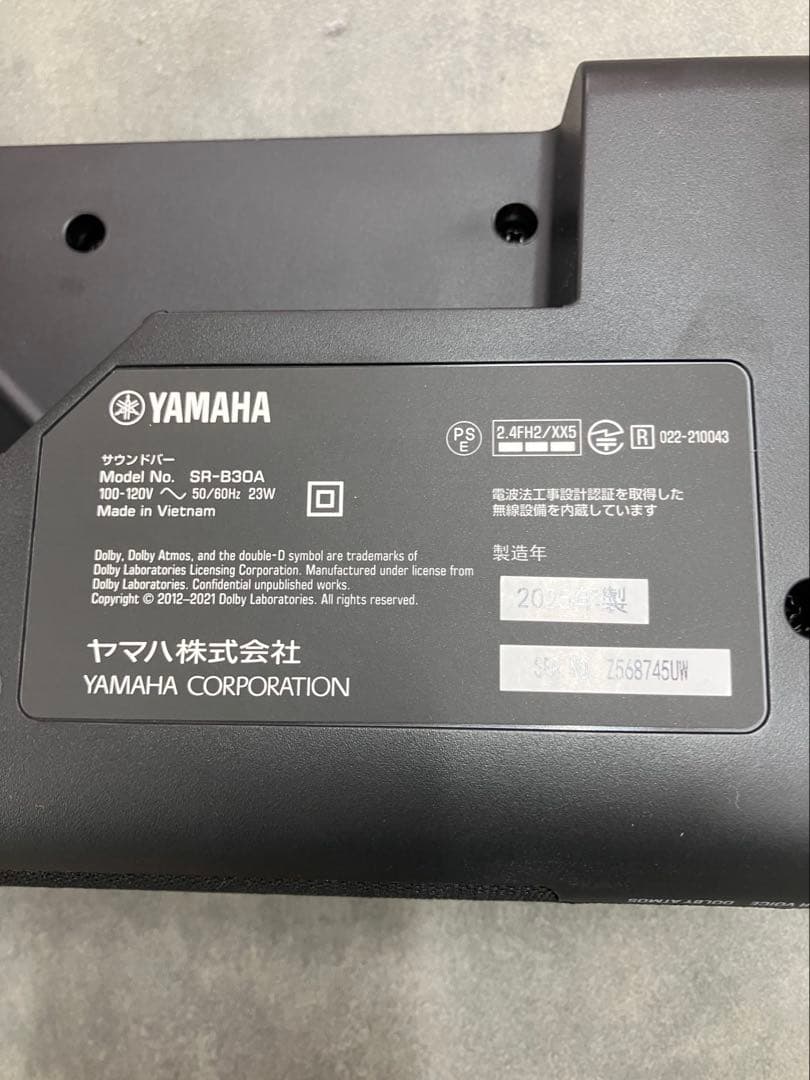 YAMAHA
サウンドバー
Model No. SR-B30A
100-120V 50/60Hz 23W
Made in Vietnam
Dolby, Dolby Atmos, and the double-D symbol are trademarks of
Dolby Laboratories Licensing Corporation. Manufactured under license from
Dolby Laboratories. Confidential unpublished works.
Copyright © 2012–2021 Dolby Laboratories. All rights reserved.
ヤマハ株式会社
YAMAHA CORPORATION
PS
E
2.4FH2/XX5
R 022-210043
電波法工事設計認証を取得した
無線設備を内蔵しています
製造年
年製
Z568745UW
VOICE DOLBY ATMOS